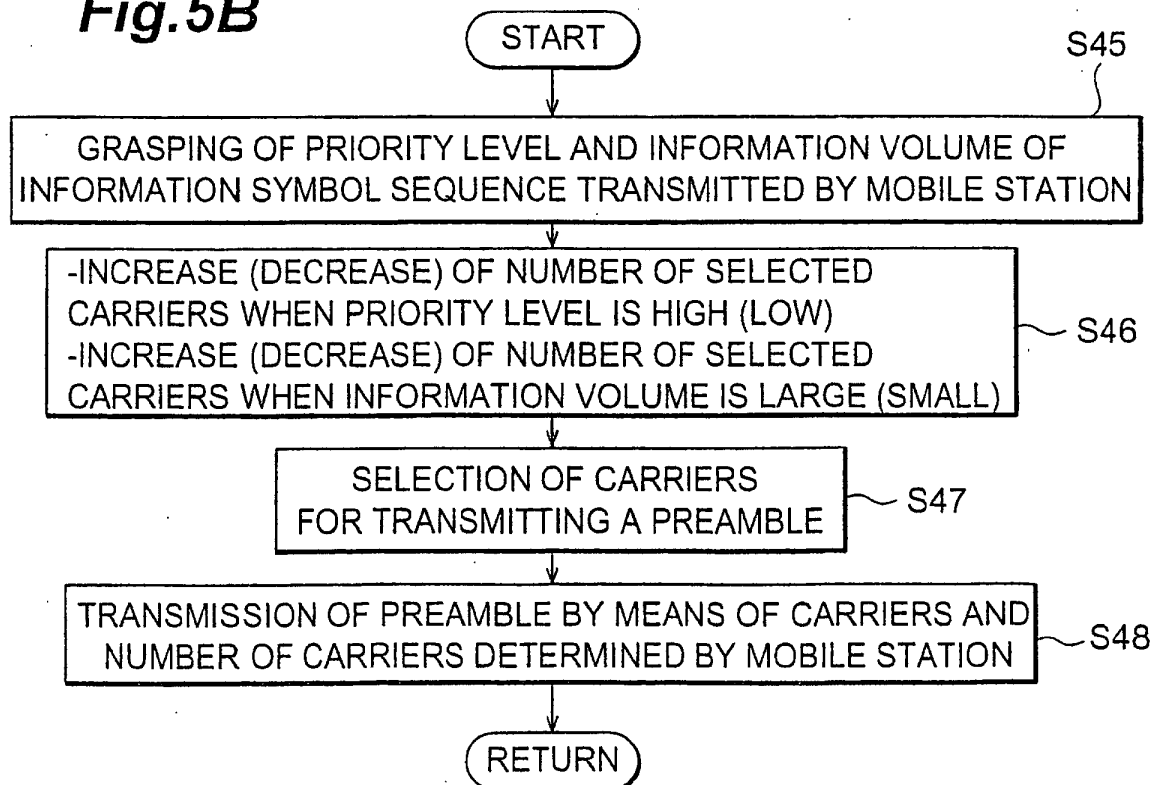 Fig.5B
START
S45
GRASPING OF PRIORITY LEVEL AND INFORMATION VOLUME OF
INFORMATION SYMBOL SEQUENCE TRANSMITTED BY MOBILE STATION
-INCREASE (DECREASE) OF NUMBER OF SELECTED
CARRIERS WHEN PRIORITY LEVEL IS HIGH (LOW)
-INCREASE (DECREASE) OF NUMBER OF SELECTED
CARRIERS WHEN INFORMATION VOLUME IS LARGE (SMALL)
S46
SELECTION OF CARRIERS
FOR TRANSMITTING A PREAMBLE
S47
TRANSMISSION OF PREAMBLE BY MEANS OF CARRIERS AND
NUMBER OF CARRIERS DETERMINED BY MOBILE STATION
S48
RETURN